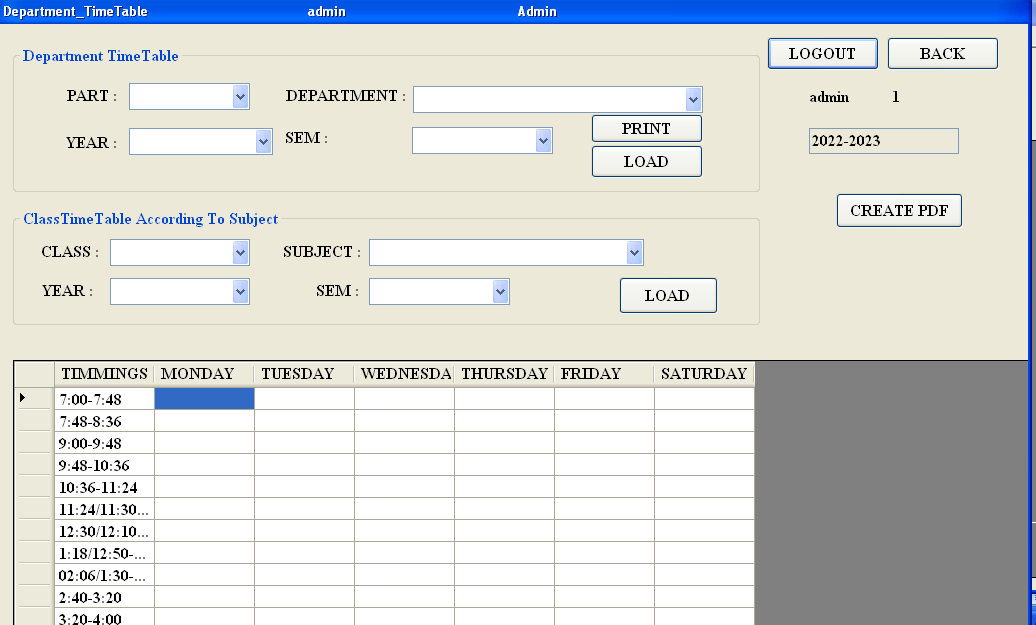 Department_TimeTable admin Admin
Department TimeTable
LOGOUT BACK
PART : DEPARTMENT :
admin 1
YEAR : SEM : PRINT
2022-2023
LOAD
CREATE PDF
ClassTimeTable According To Subject
CLASS : SUBJECT :
YEAR : SEM : LOAD
TIMMINGS MONDAY TUESDAY WEDNESDA THURSDAY FRIDAY SATURDAY
7:00-7:48
7:48-8:36
9:00-9:48
9:48-10:36
10:36-11:24
11:24/11:30...
12:30/12:10...
1:18/12:50-...
02:06/1:30-...
2:40-3:20
3:20-4:00